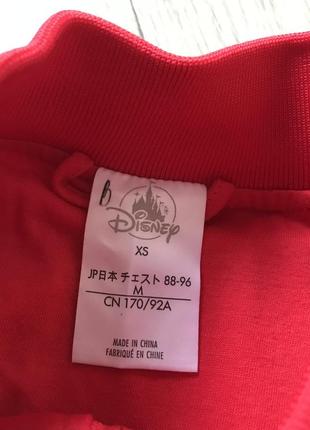 b
Disney
XS
JP日本 チェスト 88-96
M
CN 170/92A
MADE IN CHINA
FABRIQUÉ EN CHINE